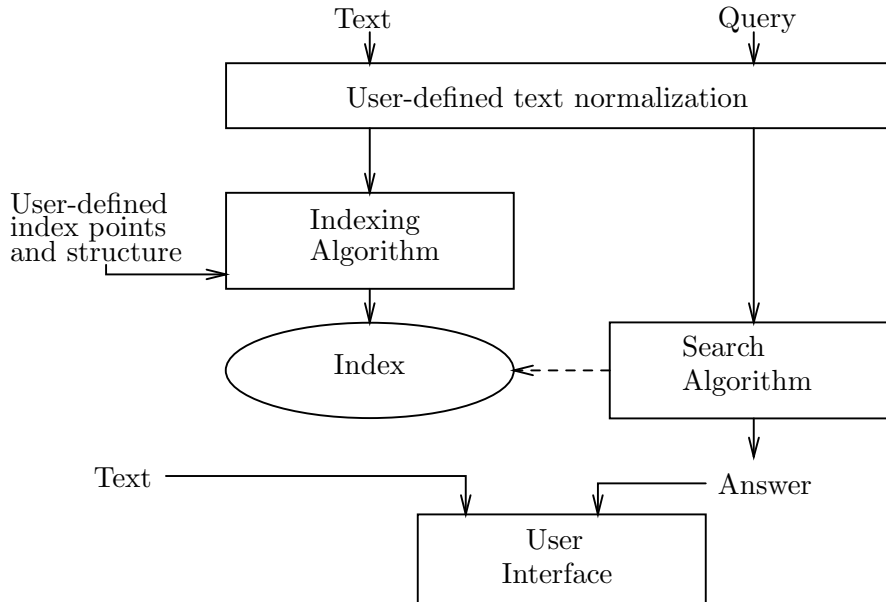 Text
Query
User-defined text normalization
User-defined
index points
and structure
Indexing
Algorithm
Index
Search
Algorithm
Text
Answer
User
Interface